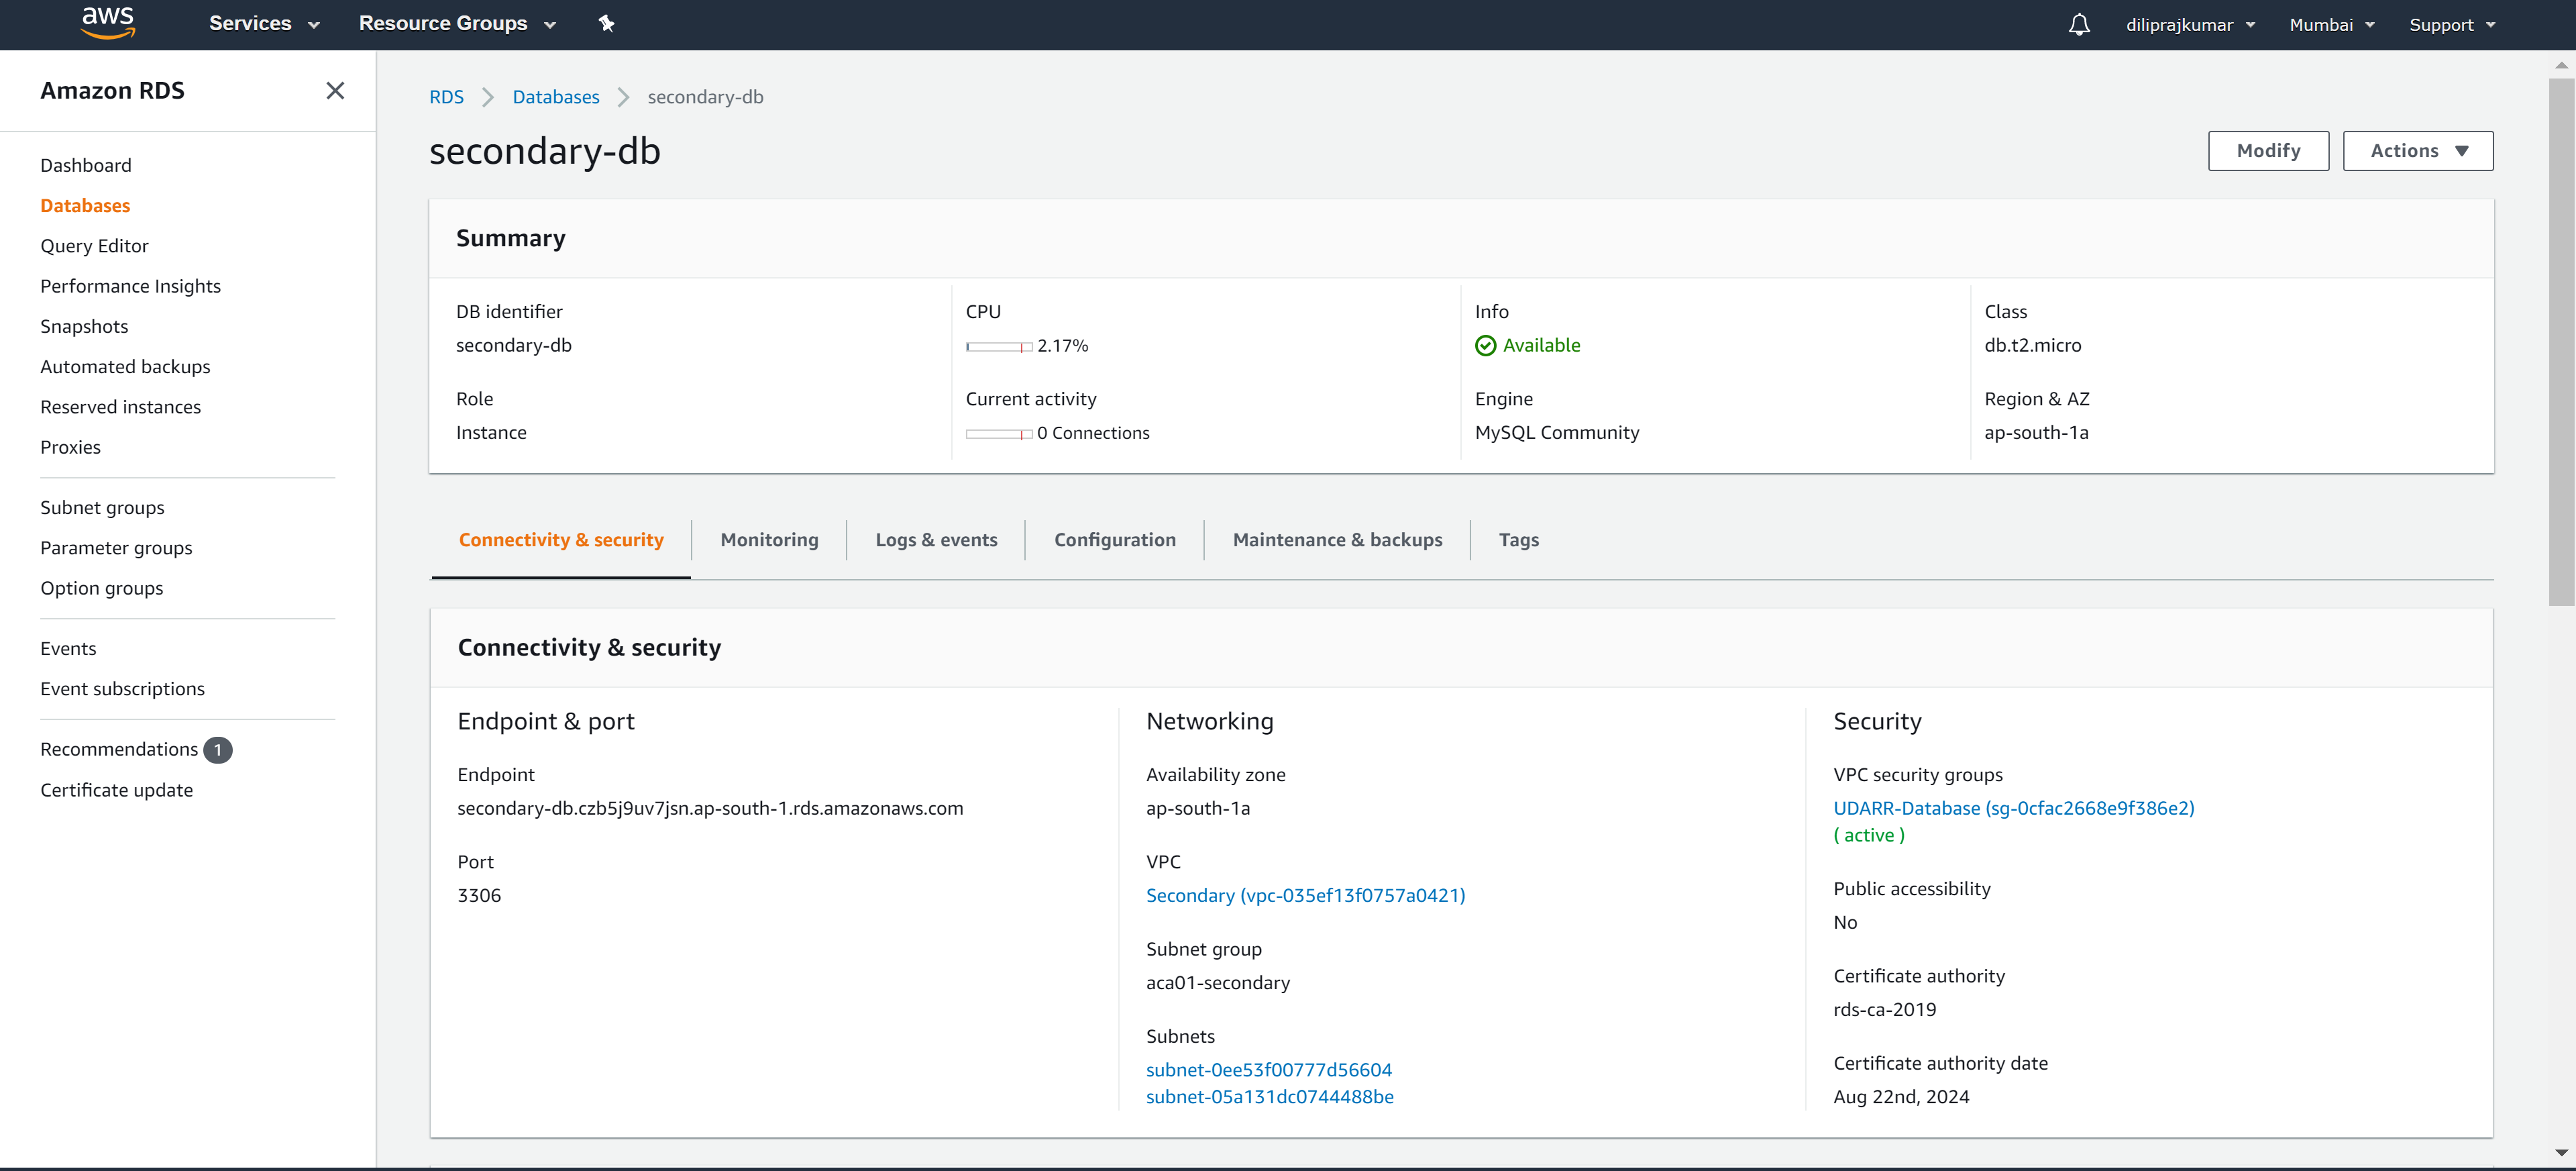 aws
Services
Resource Groups
diliprajkumar
Mumbai
Support
Amazon RDS
Dashboard
Databases
Query Editor
Performance Insights
Snapshots
Automated backups
Reserved instances
Proxies
Subnet groups
Parameter groups
Option groups
Events
Event subscriptions
Recommendations 1
Certificate update
RDS
Databases
secondary-db
secondary-db
Modify
Actions
Summary
DB identifier
secondary-db
CPU
2.17%
Info
Available
Class
db.t2.micro
Role
Instance
Current activity
0 Connections
Engine
MySQL Community
Region & AZ
ap-south-1a
Connectivity & security
Monitoring
Logs & events
Configuration
Maintenance & backups
Tags
Connectivity & security
Endpoint & port
Endpoint
secondary-db.czb5j9uv7jsn.ap-south-1.rds.amazonaws.com
Port
3306
Networking
Availability zone
ap-south-1a
VPC
Secondary (vpc-035ef13f0757a0421)
Subnet group
aca01-secondary
Subnets
subnet-0ee53f00777d56604
subnet-05a131dc0744488be
Security
VPC security groups
UDARR-Database (sg-0cfac2668e9f386e2)
( active )
Public accessibility
No
Certificate authority
rds-ca-2019
Certificate authority date
Aug 22nd, 2024